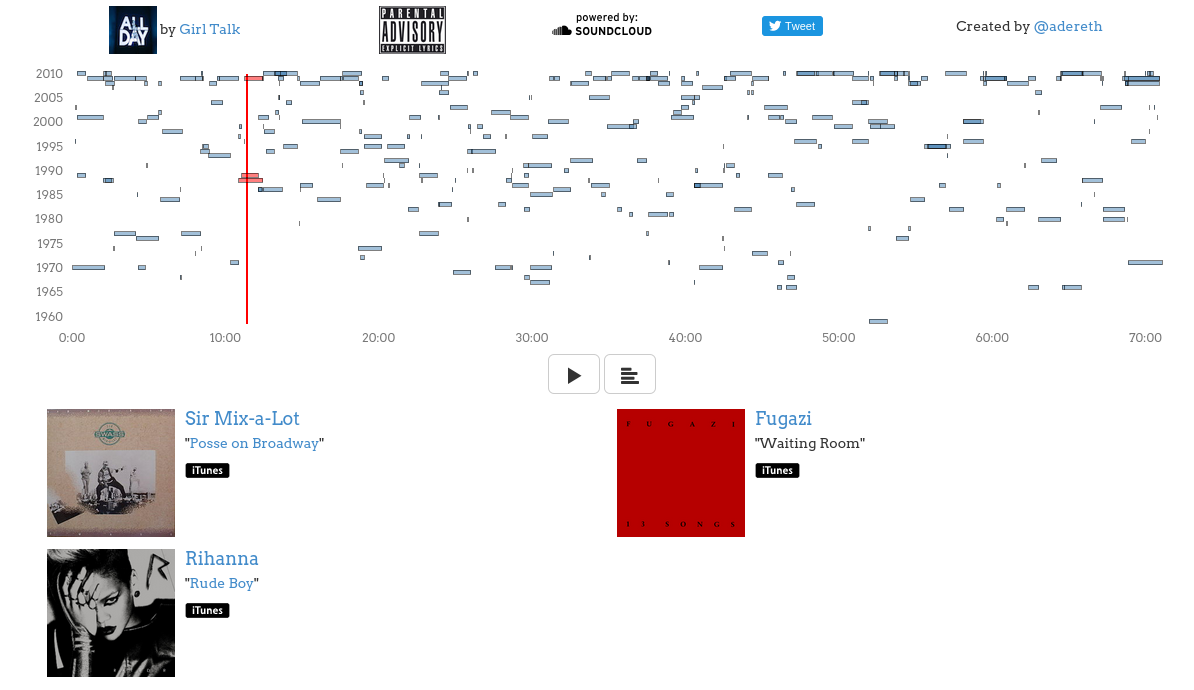 ALL DAY
by Girl Talk
PARENTAL
ADVISORY
EXPLICIT LYRICS
powered by:
SOUNDCLOUD
Tweet
Created by @adereth
2010
2005
2000
1995
1990
1985
1980
1975
1970
1965
1960
0:00
10:00
20:00
30:00
40:00
50:00
60:00
70:00
Sir Mix-a-Lot
"Posse on Broadway"
iTunes
SWASS
FUGAZI
13 SONGS
Fugazi
"Waiting Room"
iTunes
R
Rihanna
"Rude Boy"
iTunes